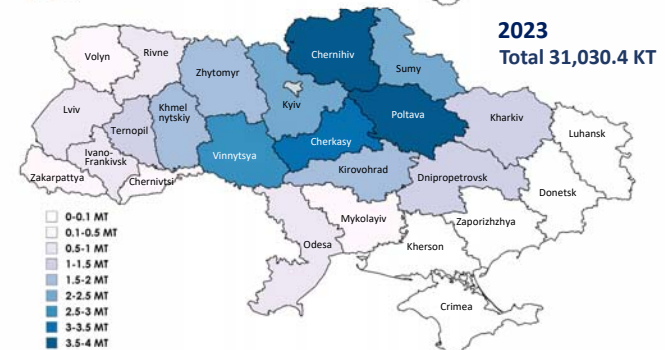 2023
Total 31,030.4 KT
Volyn
Rivne
Zhytomyr
Chernihiv
Sumy
Kyiv
Lviv
Ternopil
Khmel
nytskiy
Poltava
Kharkiv
Luhansk
Ivano-
Frankivsk
Vinnytsya
Cherkasy
Zakarpattya
Chernivtsi
Kirovohrad
Dnipropetrovsk
Donetsk
Mykolayiv
Zaporizhzhya
Odesa
Kherson
Crimea
0-0.1 MT
0.1-0.5 MT
0.5-1 MT
1-1.5 MT
1.5-2 MT
2-2.5 MT
2.5-3 MT
3-3.5 MT
3.5-4 MT